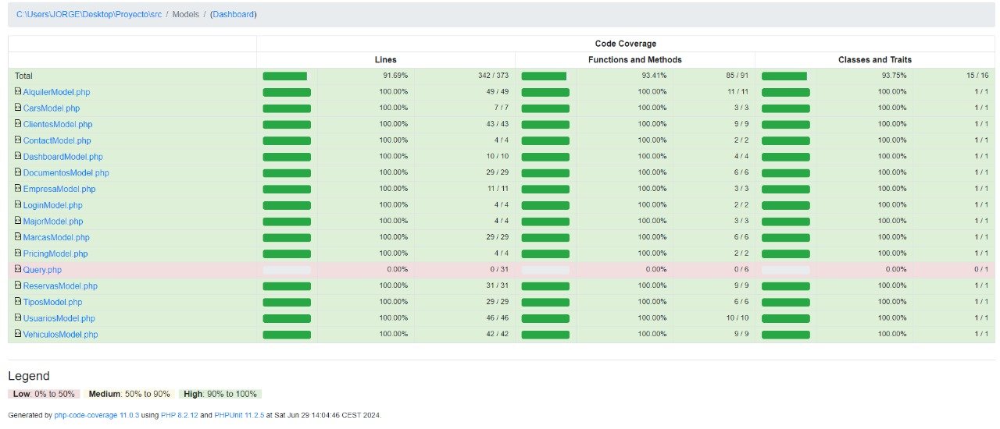 C:\Users\JORGE\Desktop\Proyecto\src / Models / (Dashboard)
Code Coverage
Lines Functions and Methods Classes and Traits
Total 91.69% 342 / 373 93.41% 85 / 91 93.75% 15 / 16
AlquilerModel.php 100.00% 49 / 49 100.00% 11 / 11 100.00% 1 / 1
CarsModel.php 100.00% 7 / 7 100.00% 3 / 3 100.00% 1 / 1
ClientesModel.php 100.00% 43 / 43 100.00% 9 / 9 100.00% 1 / 1
ContactModel.php 100.00% 4 / 4 100.00% 2 / 2 100.00% 1 / 1
DashboardModel.php 100.00% 10 / 10 100.00% 4 / 4 100.00% 1 / 1
DocumentosModel.php 100.00% 29 / 29 100.00% 6 / 6 100.00% 1 / 1
EmpresaModel.php 100.00% 11 / 11 100.00% 3 / 3 100.00% 1 / 1
LoginModel.php 100.00% 4 / 4 100.00% 2 / 2 100.00% 1 / 1
MajorModel.php 100.00% 4 / 4 100.00% 3 / 3 100.00% 1 / 1
MarcasModel.php 100.00% 29 / 29 100.00% 6 / 6 100.00% 1 / 1
PricingModel.php 100.00% 4 / 4 100.00% 2 / 2 100.00% 1 / 1
Query.php 0.00% 0 / 31 0.00% 0 / 6 0.00% 0 / 1
ReservasModel.php 100.00% 31 / 31 100.00% 9 / 9 100.00% 1 / 1
TiposModel.php 100.00% 29 / 29 100.00% 6 / 6 100.00% 1 / 1
UsuariosModel.php 100.00% 46 / 46 100.00% 10 / 10 100.00% 1 / 1
VehiculosModel.php 100.00% 42 / 42 100.00% 9 / 9 100.00% 1 / 1
Legend
Low: 0% to 50% Medium: 50% to 90% High: 90% to 100%
Generated by php-code-coverage 11.0.3 using PHP 8.2.12 and PHPUnit 11.2.5 at Sat Jun 29 14:04:46 CEST 2024.